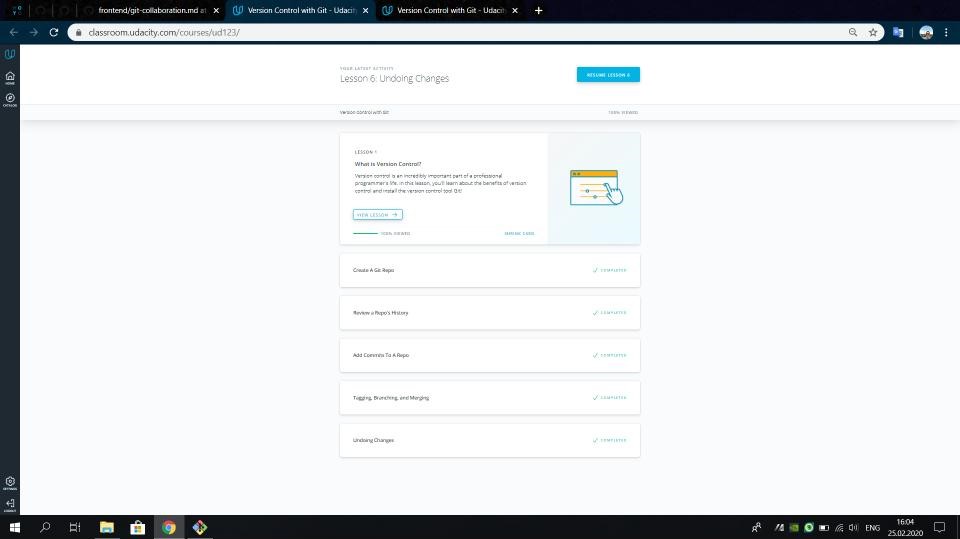 frontend/git-collaboration.md at
Version Control with Git - Udacity
Version Control with Git - Udacity
classroom.udacity.com/courses/ud123/
HOME
CATALOG
YOUR LATEST ACTIVITY
Lesson 6: Undoing Changes
RESUME LESSON 6
Version Control with Git
100% VIEWED
LESSON 1
What is Version Control?
Version control is an incredibly important part of a professional
programmer's life. In this lesson, you'll learn about the benefits of version
control and install the version control tool Git!
VIEW LESSON
100% VIEWED
SHRINK CARD
Create A Git Repo
COMPLETED
Review a Repo's History
COMPLETED
Add Commits To A Repo
COMPLETED
Tagging, Branching, and Merging
COMPLETED
Undoing Changes
COMPLETED
SETTINGS
LOGOUT
ENG
16:04
25.02.2020